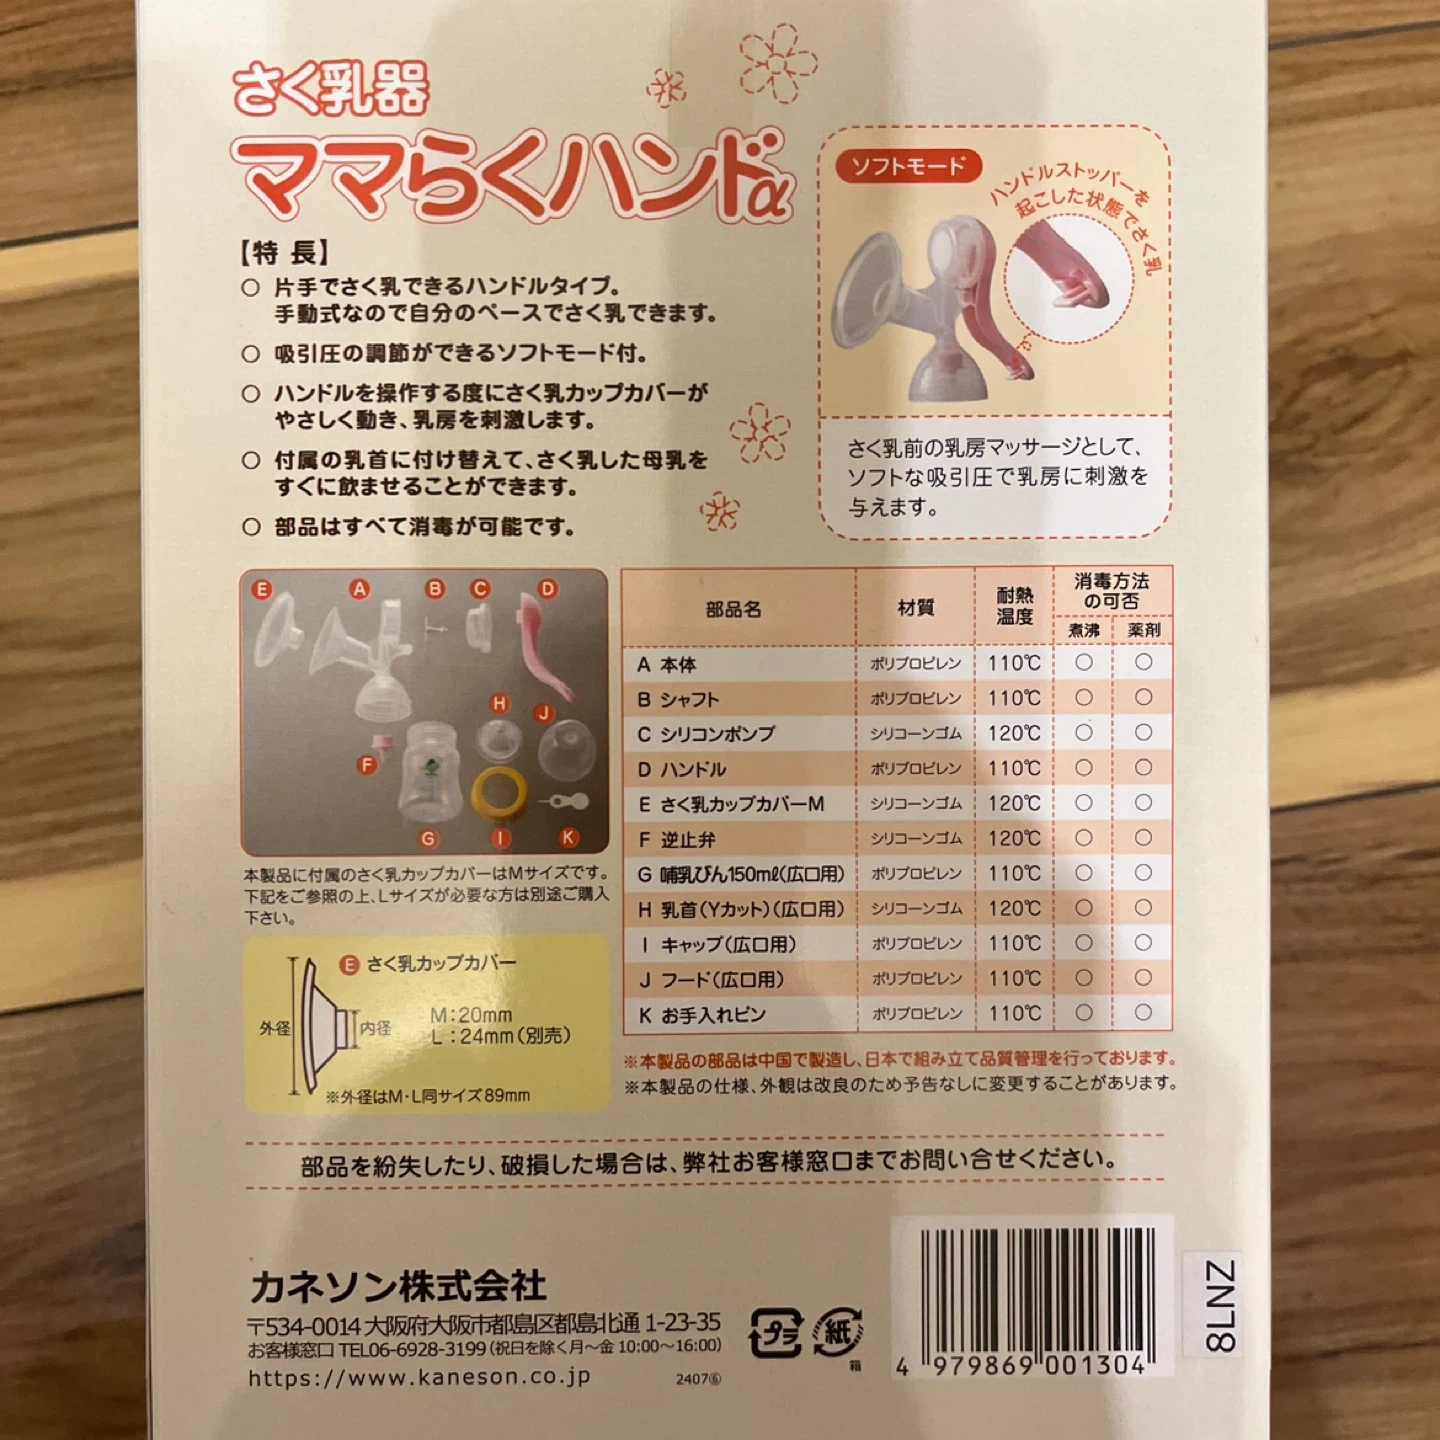 さく乳器
ママらくハンドα
【特 長】
○ 片手でさく乳できるハンドルタイプ。
手動式なので自分のペースでさく乳できます。
○ 吸引圧の調節ができるソフトモード付。
○ ハンドルを操作する度にさく乳カップカバーが
やさしく動き、乳房を刺激します。
○ 付属の乳首に付け替えて、さく乳した母乳を
すぐに飲ませることができます。
○ 部品はすべて消毒が可能です。
ソフトモード
ハンドルストッパーを
起こした状態でさく乳
さく乳前の乳房マッサージとして、
ソフトな吸引圧で乳房に刺激を
与えます。
E A B C D
H J
F
G I K
本製品に付属のさく乳カップカバーはMサイズです。
下記をご参照の上、Lサイズが必要な方は別途ご購入
下さい。
E さく乳カップカバー
外径 内径
M:20mm
L:24mm(別売)
※外径はM・L同サイズ89mm
部品名 材質 耐熱温度 消毒方法の可否
煮沸 薬剤
A 本体 ポリプロピレン 110℃ ○ ○
B シャフト ポリプロピレン 110℃ ○ ○
C シリコンポンプ シリコーンゴム 120℃ ○ ○
D ハンドル ポリプロピレン 110℃ ○ ○
E さく乳カップカバーM シリコーンゴム 120℃ ○ ○
F 逆止弁 シリコーンゴム 120℃ ○ ○
G 哺乳びん150mℓ(広口用) ポリプロピレン 110℃ ○ ○
H 乳首(Yカット)(広口用) シリコーンゴム 120℃ ○ ○
I キャップ(広口用) ポリプロピレン 110℃ ○ ○
J フード(広口用) ポリプロピレン 110℃ ○ ○
K お手入れピン ポリプロピレン 110℃ ○ ○
※本製品の部品は中国で製造し、日本で組み立て品質管理を行っております。
※本製品の仕様、外観は改良のため予告なしに変更することがあります。
部品を紛失したり、破損した場合は、弊社お客様窓口までお問い合せください。
カネソン株式会社
〒534-0014 大阪府大阪市都島区都島北通 1-23-35
お客様窓口 TEL06-6928-3199(祝日を除く月〜金 10:00〜16:00)
https://www.kaneson.co.jp
2407⑥
プラ
紙
箱
4 979869 001304
8LNZ